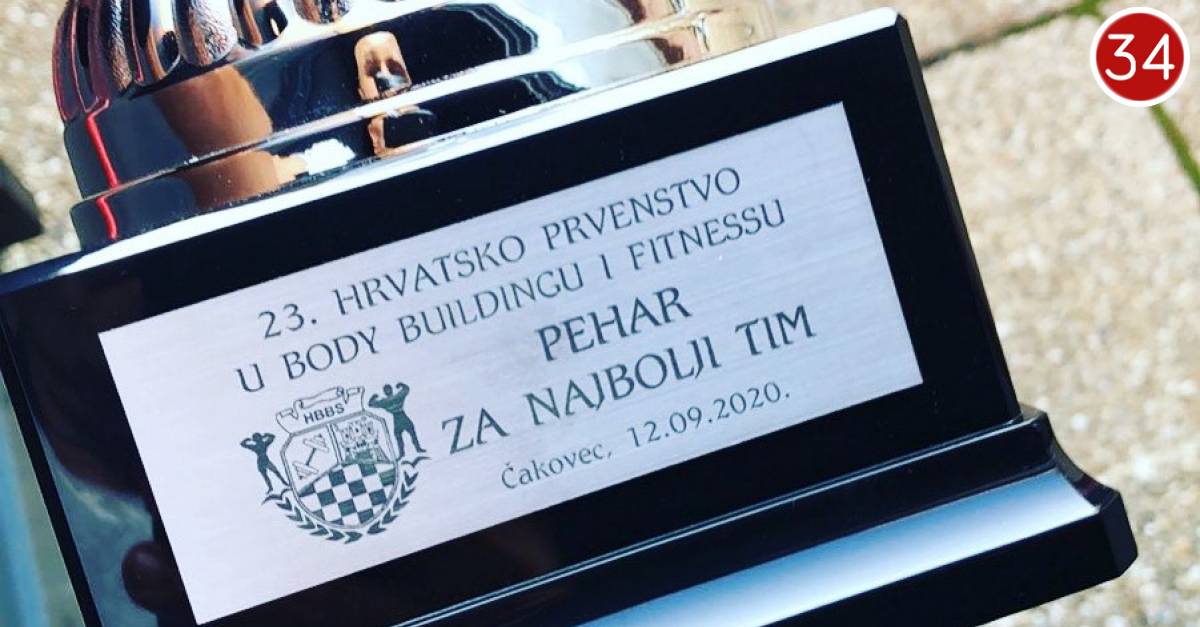 34
23. HRVATSKO PRVENSTVO
U BODY BUILDINGU I FITNESSU
PEHAR
ZA NAJBOLJI TIM
HBBS
Čakovec, 12.09.2020.